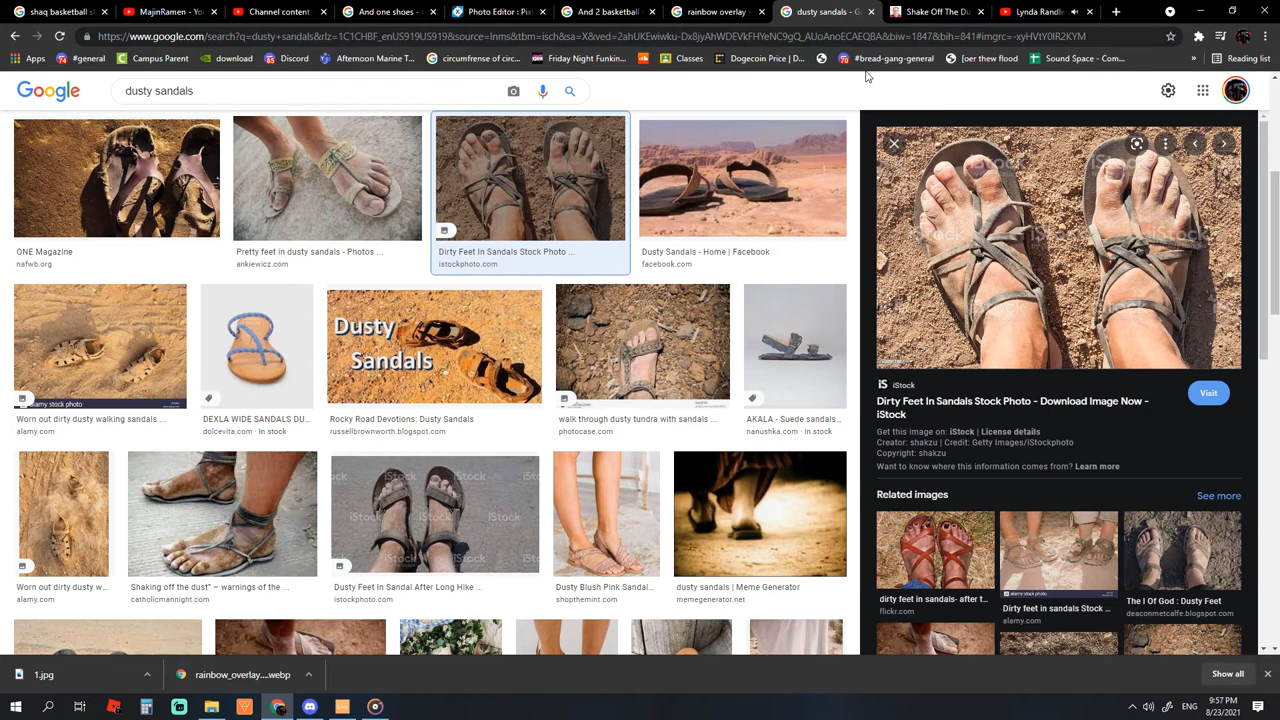 shaq basketball s
MajinRamen - You
Channel content
And one shoes - G
Photo Editor : Pix
And 2 basketball
rainbow overlay -
dusty sandals - G
Shake Off The Du
Lynda Randle
https://www.google.com/search?q=dusty+sandals&rlz=1C1CHBF_enUS919US919&source=lnms&tbm=isch&sa=X&ved=2ahUKEwiku-Dx8jyAhWDEVkFHYeNC9gQ_AUoAnoECAEQBA&biw=1847&bih=841#imgrc=-xyHVtY0lR2KYM
Apps
#general
Campus Parent
download
Discord
Afternoon Marine T...
circumference of c...
Friday Night Funkin...
Classes
Dogecoin Price | D...
#bread-gang-general
[oer thewe flood
Sound Space - Com...
Reading list
Google
dusty sandals
ONE Magazine
nafwb.org
Pretty feet in dusty sandals - Photos ...
ankiewicz.com
Dirty Feet In Sandals Stock Photo ...
istockphoto.com
Dusty Sandals - Home | Facebook
facebook.com
iStock
iS iStock
Visit
Dirty Feet In Sandals Stock Photo - Download Image Now -
iStock
Get this image on: iStock | License details
Creator: shakzu | Credit: Getty Images/iStockphoto
Copyright: shakzu
Want to know where this information comes from? Learn more
Dusty
Sandals
alamy stock photo
Worn out dirty dusty walking sandals ...
alamy.com
DEXLA WIDE SANDALS DU...
dolcevita.com · In stock
Rocky Road Devotions: Dusty Sandals
russellbrownworth.blogspot.com
walk through dusty tundra with sandals ...
photocase.com
AKALA - Suede sandals...
nanushka.com · In stock
Related images
See more
iStock
Worn out dirty dusty w...
alamy.com
Shaking off the dust" – warnings of the ...
catholicmannight.com
Dusty Feet In Sandal After Long Hike ...
istockphoto.com
Dusty Blush Pink Sandal...
shopthemint.com
dusty sandals | Meme Generator
memegenerator.net
dirty feet in sandals- after t...
flickr.com
Dirty feet in sandals Stock ...
alamy.com
The I Of God : Dusty Feet
deaconmetcalfe.blogspot.com
1.jpg
rainbow_overlay....webp
Show all
ENG
9:57 PM
8/23/2021